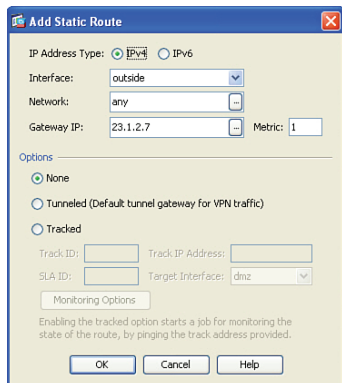 Add Static Route
IP Address Type: IPv4 IPv6
Interface: outside
Network: any ...
Gateway IP: 23.1.2.7 ... Metric: 1
Options
None
Tunneled (Default tunnel gateway for VPN traffic)
Tracked
Track ID: Track IP Address:
SLA ID: Target Interface: dmz
Monitoring Options
Enabling the tracked option starts a job for monitoring the
state of the route, by pinging the track address provided.
OK Cancel Help